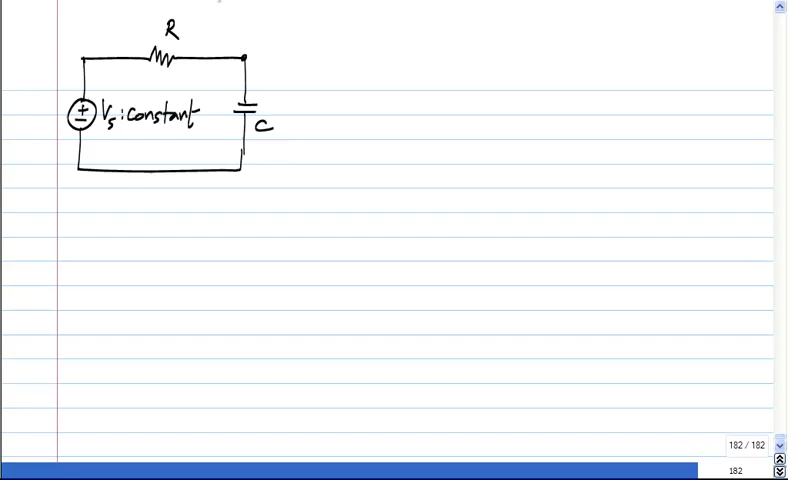 R
+
−
Vs : constant
C
182 / 182
182